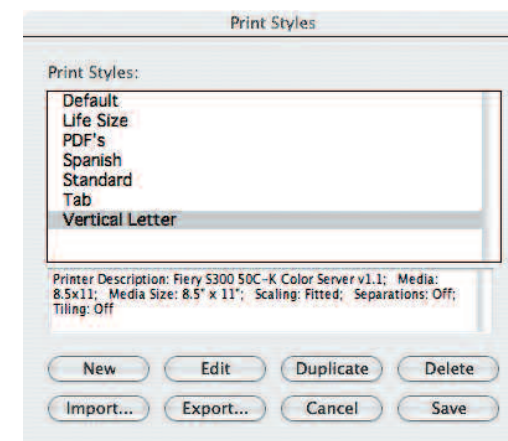 Print Styles
Print Styles:
Default
Life Size
PDF's
Spanish
Standard
Tab
Vertical Letter
Printer Description: Fiery S300 50C-K Color Server v1.1; Media:
8.5x11; Media Size: 8.5" x 11"; Scaling: Fitted; Separations: Off;
Tiling: Off
New Edit Duplicate Delete
Import... Export... Cancel Save